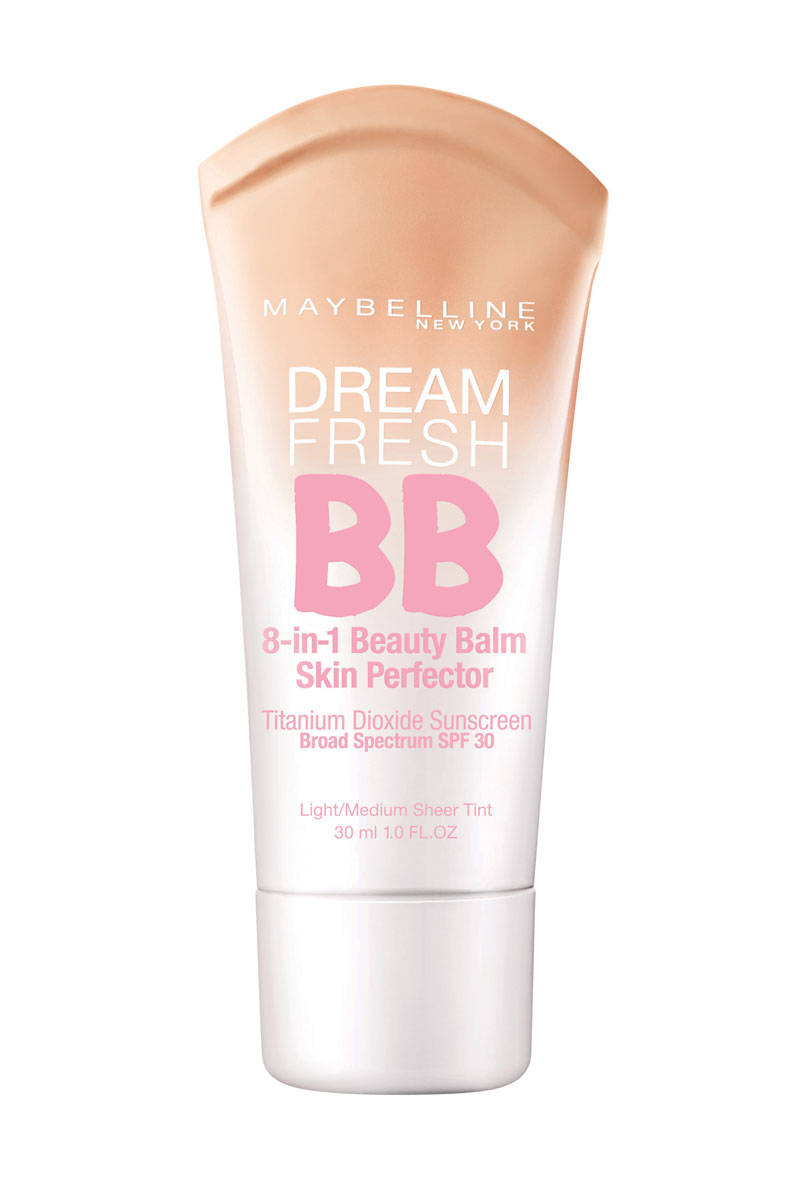 MAYBELLINE
NEW YORK
DREAM
FRESH
BB
8-in-1 Beauty Balm
Skin Perfector
Titanium Dioxide Sunscreen
Broad Spectrum SPF 30
Light/Medium Sheer Tint
30 ml 1.0 FL.OZ